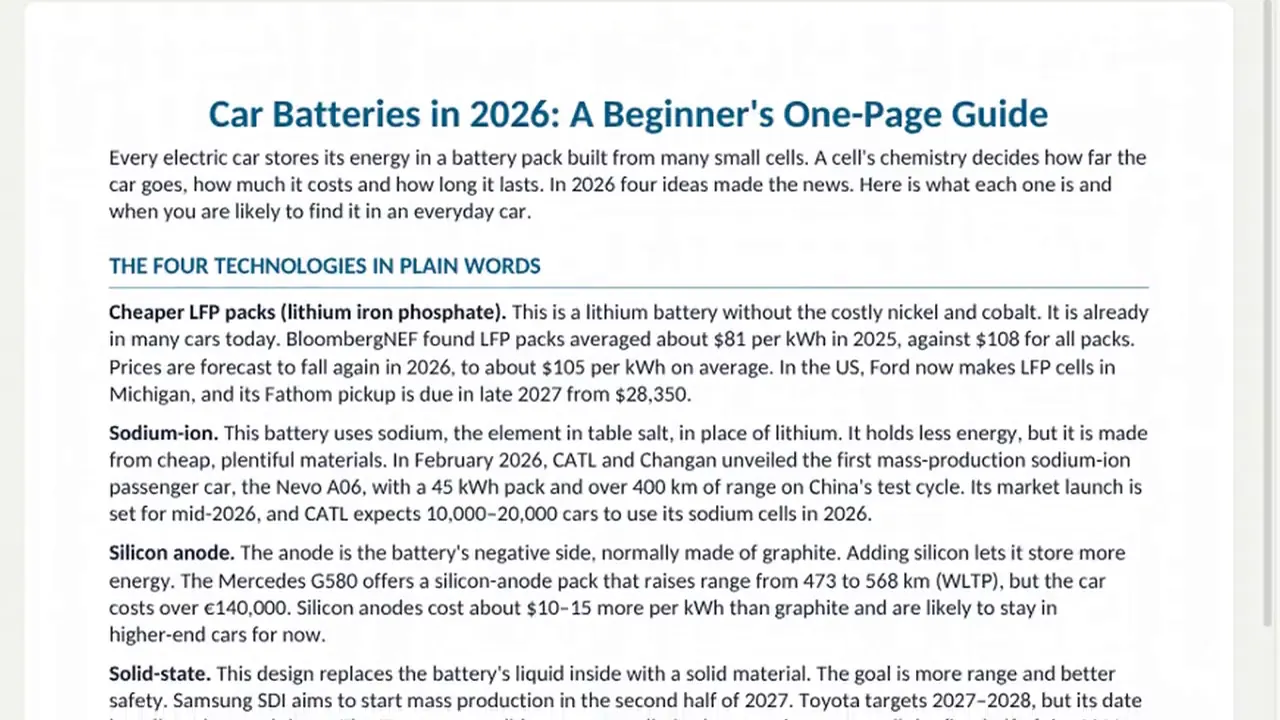 Car Batteries in 2026: A Beginner's One-Page Guide
Every electric car stores its energy in a battery pack built from many small cells. A cell's chemistry decides how far the
car goes, how much it costs and how long it lasts. In 2026 four ideas made the news. Here is what each one is and
when you are likely to find it in an everyday car.
THE FOUR TECHNOLOGIES IN PLAIN WORDS
Cheaper LFP packs (lithium iron phosphate). This is a lithium battery without the costly nickel and cobalt. It is already
in many cars today. BloombergNEF found LFP packs averaged about $81 per kWh in 2025, against $108 for all packs.
Prices are forecast to fall again in 2026, to about $105 per kWh on average. In the US, Ford now makes LFP cells in
Michigan, and its Fathom pickup is due in late 2027 from $28,350.
Sodium-ion. This battery uses sodium, the element in table salt, in place of lithium. It holds less energy, but it is made
from cheap, plentiful materials. In February 2026, CATL and Changan unveiled the first mass-production sodium-ion
passenger car, the Nevo A06, with a 45 kWh pack and over 400 km of range on China's test cycle. Its market launch is
set for mid-2026, and CATL expects 10,000–20,000 cars to use its sodium cells in 2026.
Silicon anode. The anode is the battery's negative side, normally made of graphite. Adding silicon lets it store more
energy. The Mercedes G580 offers a silicon-anode pack that raises range from 473 to 568 km (WLTP), but the car
costs over €140,000. Silicon anodes cost about $10–15 more per kWh than graphite and are likely to stay in
higher-end cars for now.
Solid-state. This design replaces the battery's liquid inside with a solid material. The goal is more range and better
safety. Samsung SDI aims to start mass production in the second half of 2027. Toyota targets 2027–2028, but its date